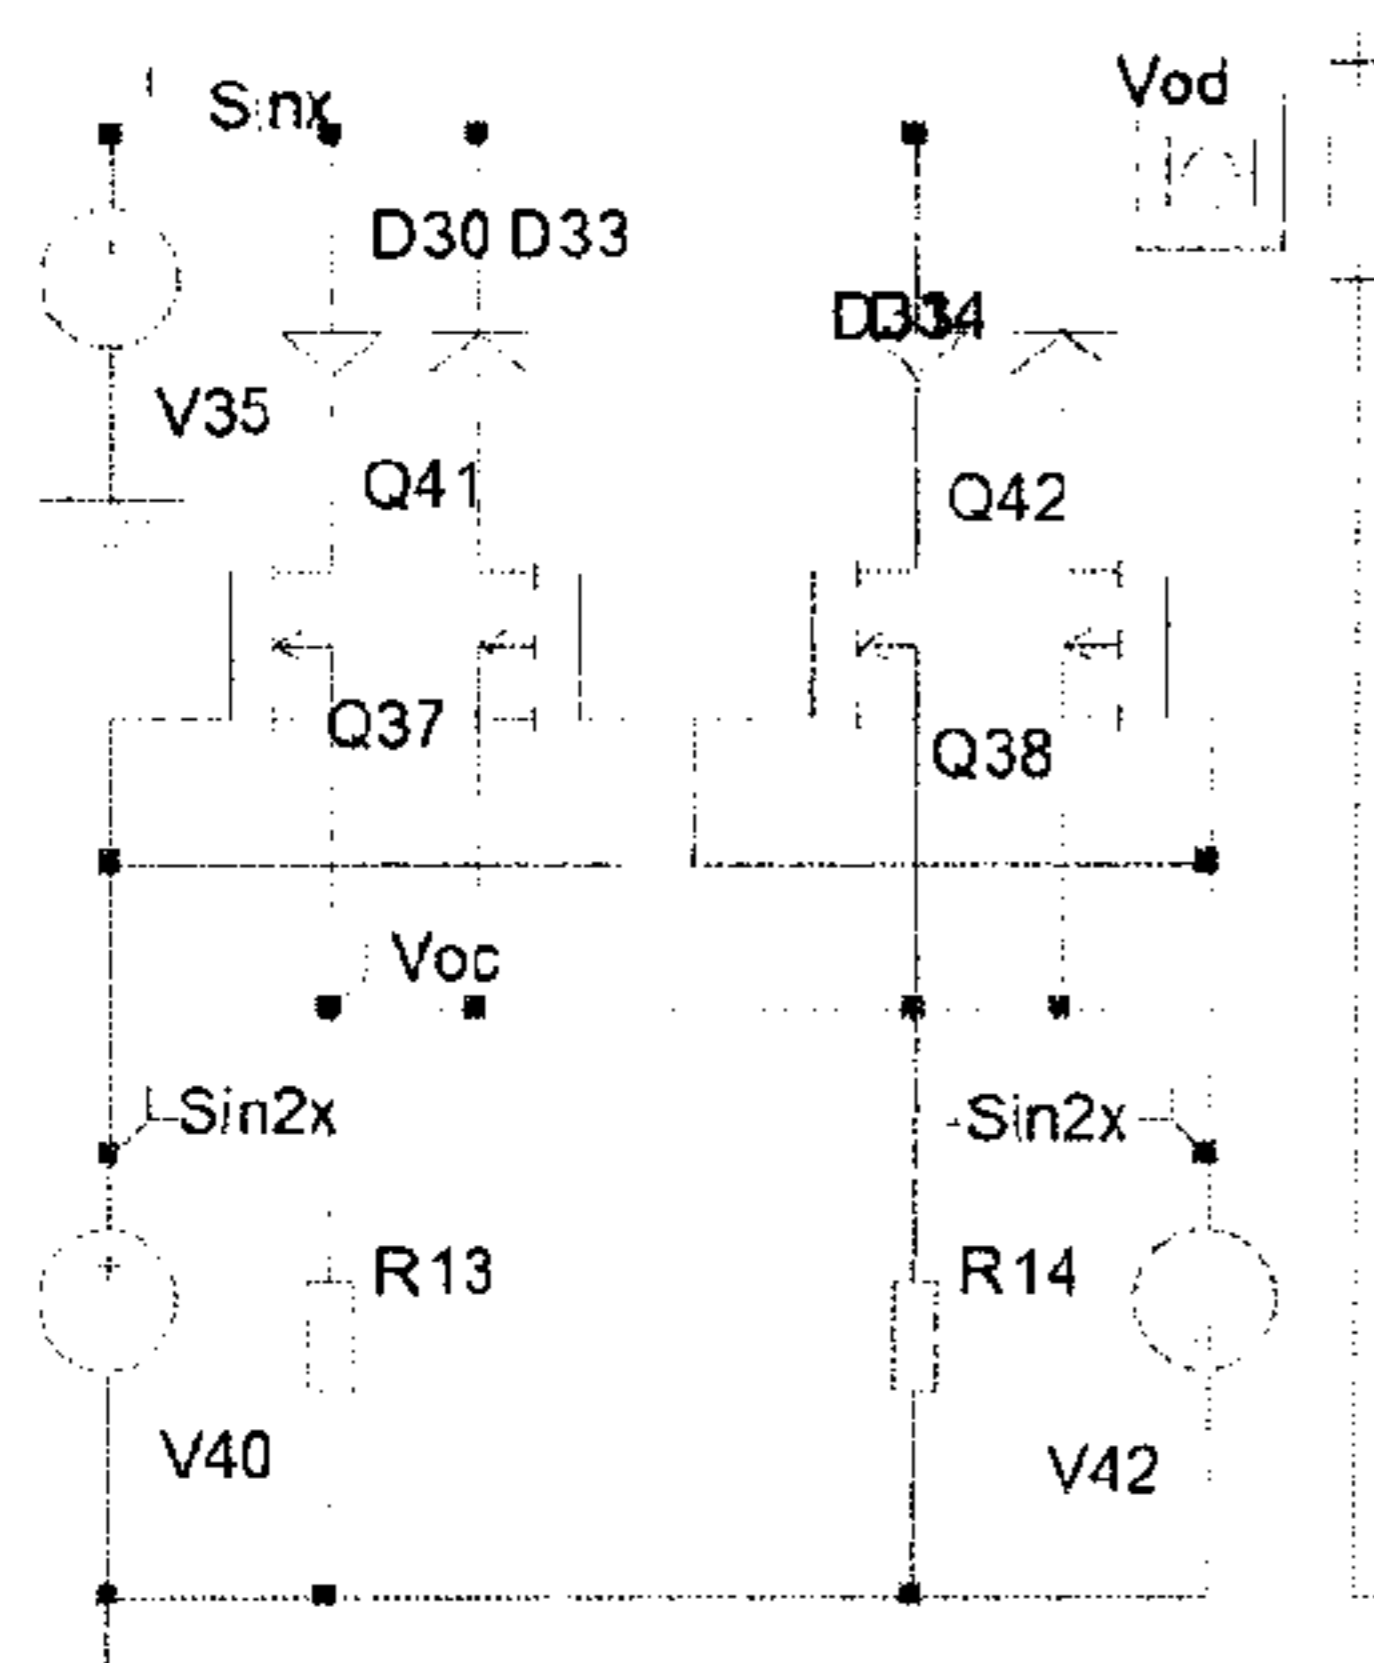 Vod
Sinx
D30 D33
V35
Q41
Q42
Q37
Q38
Voc
Sin2x
-Sin2x
R13
R14
V40
V42